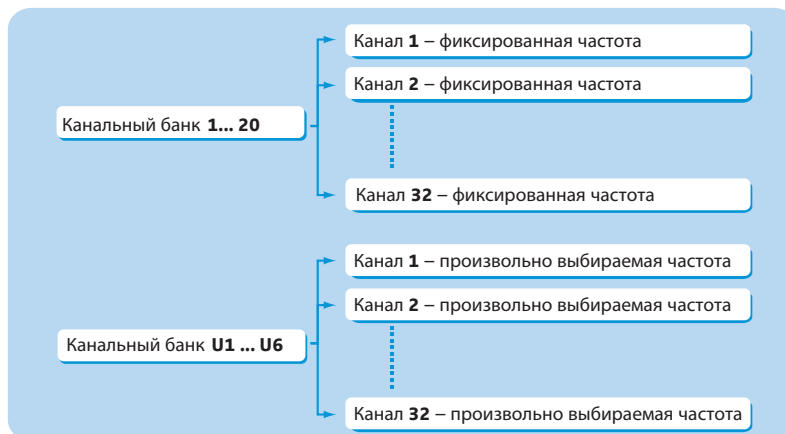 Канал 1 – фиксированная частота
Канал 2 – фиксированная частота
Канальный банк 1... 20
Канал 32 – фиксированная частота
Канал 1 – произвольно выбираемая частота
Канал 2 – произвольно выбираемая частота
Канальный банк U1 ... U6
Канал 32 – произвольно выбираемая частота